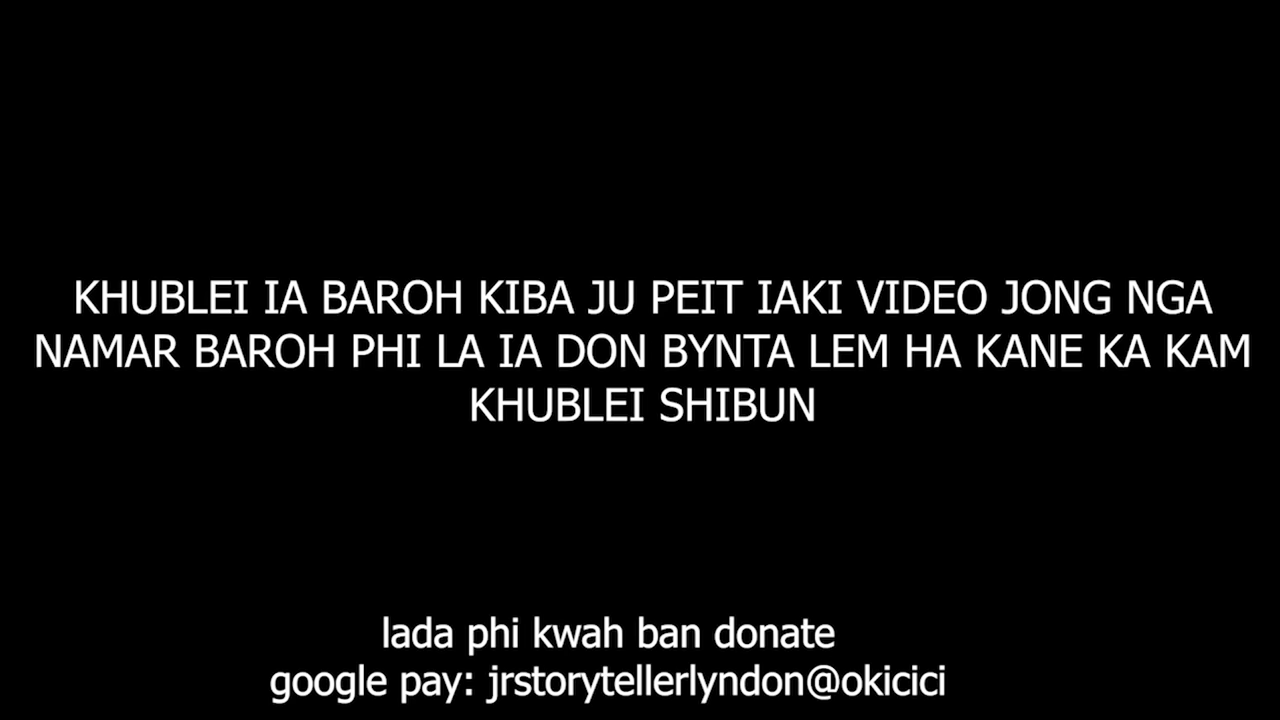 KHUBLEI IA BAROH KIBA JU PEIT IAKI VIDEO JONG NGA
NAMAR BAROH PHI LA IA DON BYNTA LEM HA KANE KA KAM
KHUBLEI SHIBUN
lada phi kwah ban donate
google pay: jrstorytellerlyndon@okicici